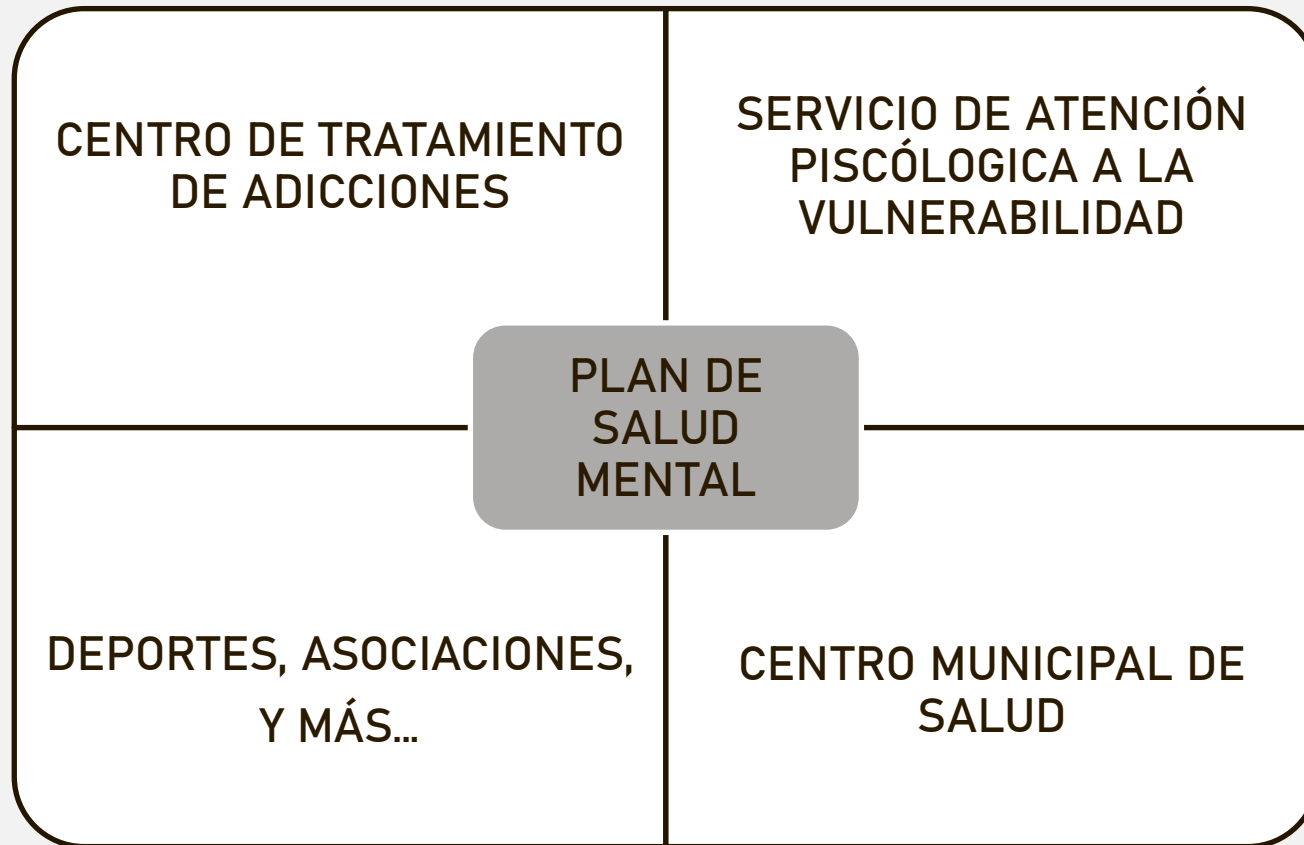 CENTRO DE TRATAMIENTO
DE ADICCIONES
SERVICIO DE ATENCIÓN
PISCÓLOGICA A LA
VULNERABILIDAD
PLAN DE
SALUD
MENTAL
DEPORTES, ASOCIACIONES,
Y MÁS...
CENTRO MUNICIPAL DE
SALUD